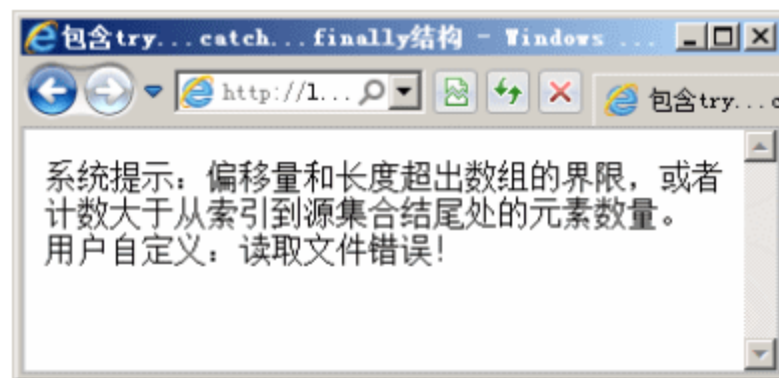 包含try...catch...finally结构 - Windows ...
http://l...
包含try...c
系统提示：偏移量和长度超出数组的界限，或者
计数大于从索引到源集合结尾处的元素数量。
用户自定义：读取文件错误！